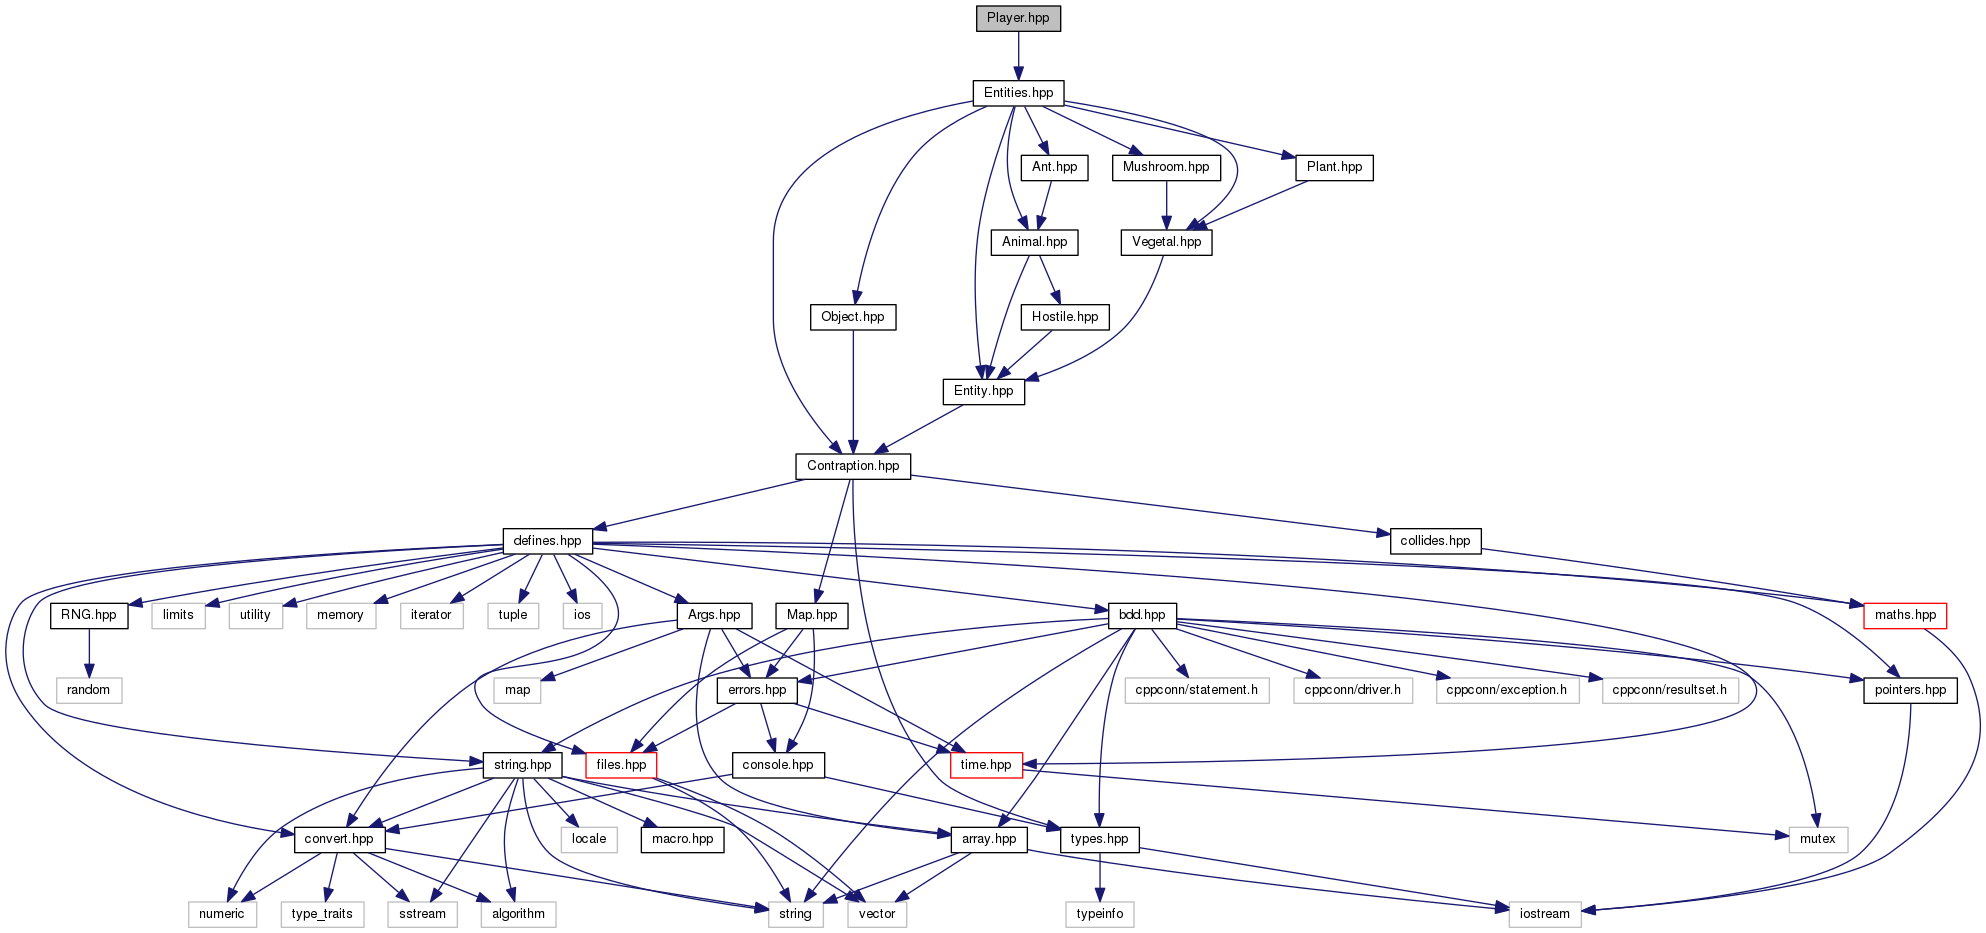 Player.hpp
Entities.hpp
Ant.hpp
Mushroom.hpp
Plant.hpp
Animal.hpp
Vegetal.hpp
Object.hpp
Hostile.hpp
Entity.hpp
Contraption.hpp
defines.hpp
collides.hpp
RNG.hpp
limits
utility
memory
iterator
tuple
ios
Args.hpp
Map.hpp
bdd.hpp
maths.hpp
random
map
errors.hpp
cppconn/statement.h
cppconn/driver.h
cppconn/exception.h
cppconn/resultset.h
pointers.hpp
string.hpp
files.hpp
console.hpp
time.hpp
convert.hpp
locale
macro.hpp
array.hpp
types.hpp
mutex
numeric
type_traits
sstream
algorithm
string
vector
typeinfo
iostream